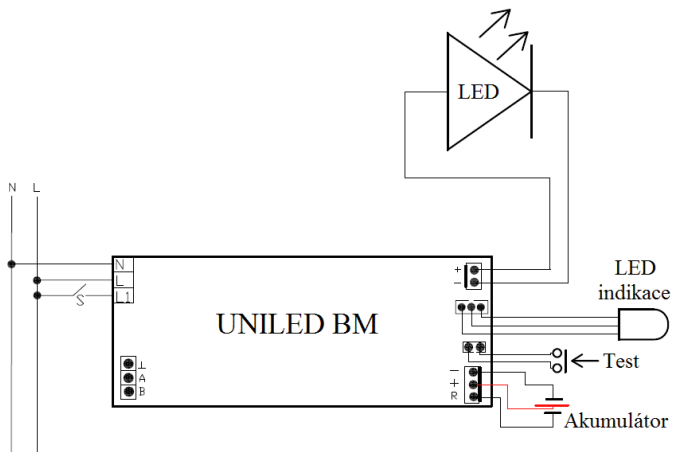 LED
N L
N
L
S L1
UNILED BM
+
−
LED
indikace
Test
⊥
A
B
−
+
R
Akumulátor